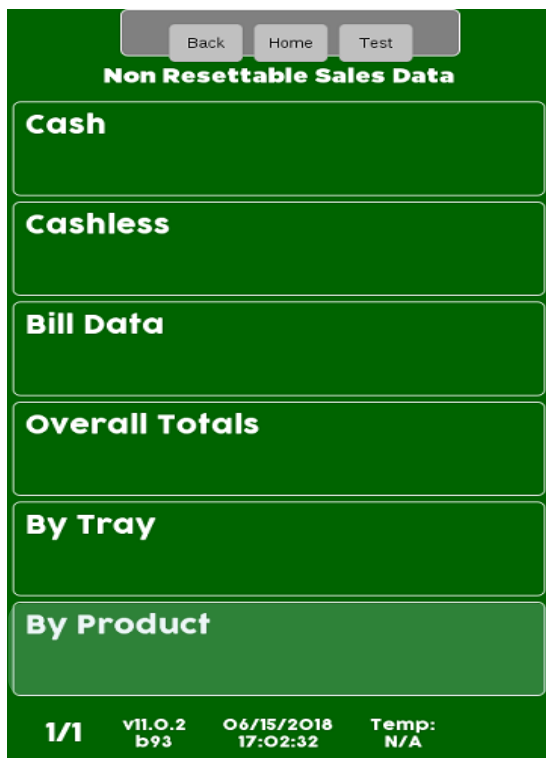 Back Home Test
Non Resettable Sales Data
Cash
Cashless
Bill Data
Overall Totals
By Tray
By Product
1/1 v11.0.2 06/15/2018 Temp:
b93 17:02:32 N/A